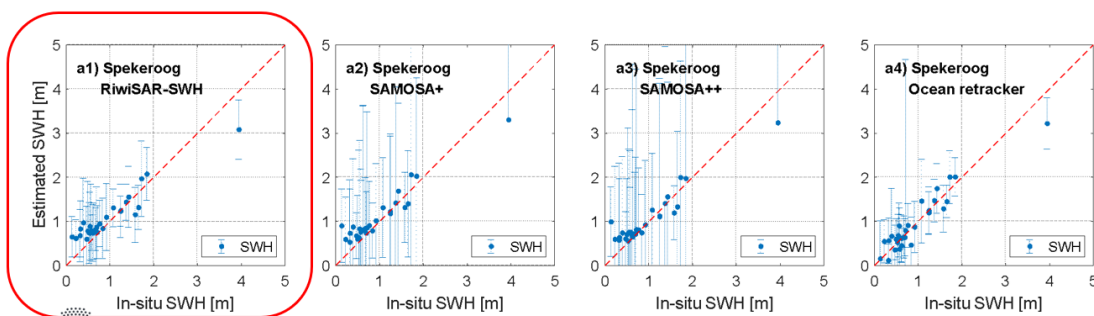 Estimated SWH [m]
5
4
3
2
1
0
a1) Spekeroog
RiwiSAR-SWH
SWH
0 1 2 3 4 5
In-situ SWH [m]
5
4
3
2
1
0
a2) Spekeroog
SAMOSA+
SWH
0 1 2 3 4 5
In-situ SWH [m]
5
4
3
2
1
0
a3) Spekeroog
SAMOSA++
SWH
0 1 2 3 4 5
In-situ SWH [m]
5
4
3
2
1
0
a4) Spekeroog
Ocean retracker
SWH
0 1 2 3 4 5
In-situ SWH [m]